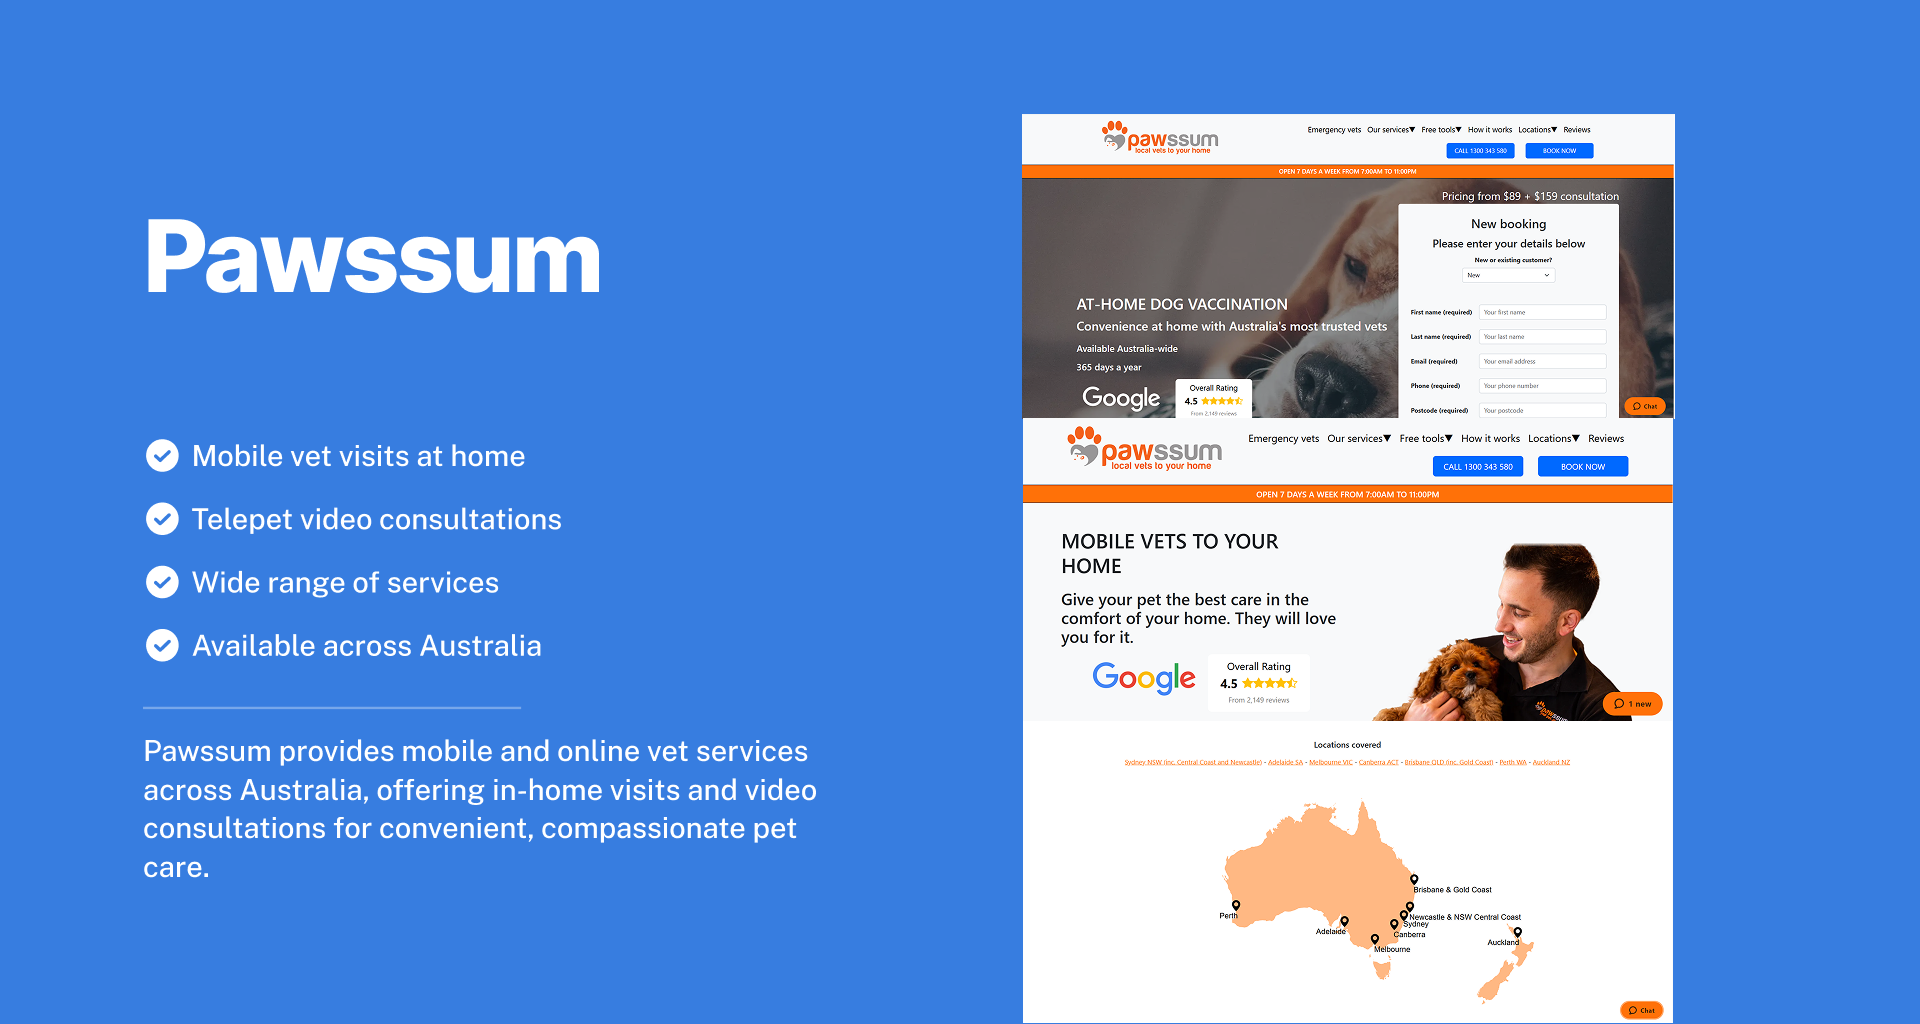 Pawssum
Mobile vet visits at home
Telepet video consultations
Wide range of services
Available across Australia
Pawssum provides mobile and online vet services
across Australia, offering in-home visits and video
consultations for convenient, compassionate pet
care.
pawssum
local vets to your home
Emergency vets Our services▼ Free tools▼ How it works Locations▼ Reviews
CALL 1300 343 580 BOOK NOW
OPEN 7 DAYS A WEEK FROM 7:00AM TO 11:00PM
Pricing from $89 + $159 consultation
New booking
Please enter your details below
New or existing customer?
New
First name (required) Your first name
Last name (required) Your last name
Email (required) Your email address
Phone (required) Your phone number
Postcode (required) Your postcode
AT-HOME DOG VACCINATION
Convenience at home with Australia's most trusted vets
Available Australia-wide
365 days a year
Google
Overall Rating
4.5
From 2,149 reviews
Chat
pawssum
local vets to your home
Emergency vets Our services▼ Free tools▼ How it works Locations▼ Reviews
CALL 1300 343 580 BOOK NOW
OPEN 7 DAYS A WEEK FROM 7:00AM TO 11:00PM
MOBILE VETS TO YOUR
HOME
Give your pet the best care in the
comfort of your home. They will love
you for it.
Google
Overall Rating
4.5
From 2,149 reviews
1 new
Locations covered
Sydney NSW (inc. Central Coast and Newcastle) - Adelaide SA - Melbourne VIC - Canberra ACT - Brisbane QLD (inc. Gold Coast) - Perth WA - Auckland NZ
Brisbane & Gold Coast
Perth
Newcastle & NSW Central Coast
Sydney
Adelaide
Canberra
Melbourne
Auckland
Chat